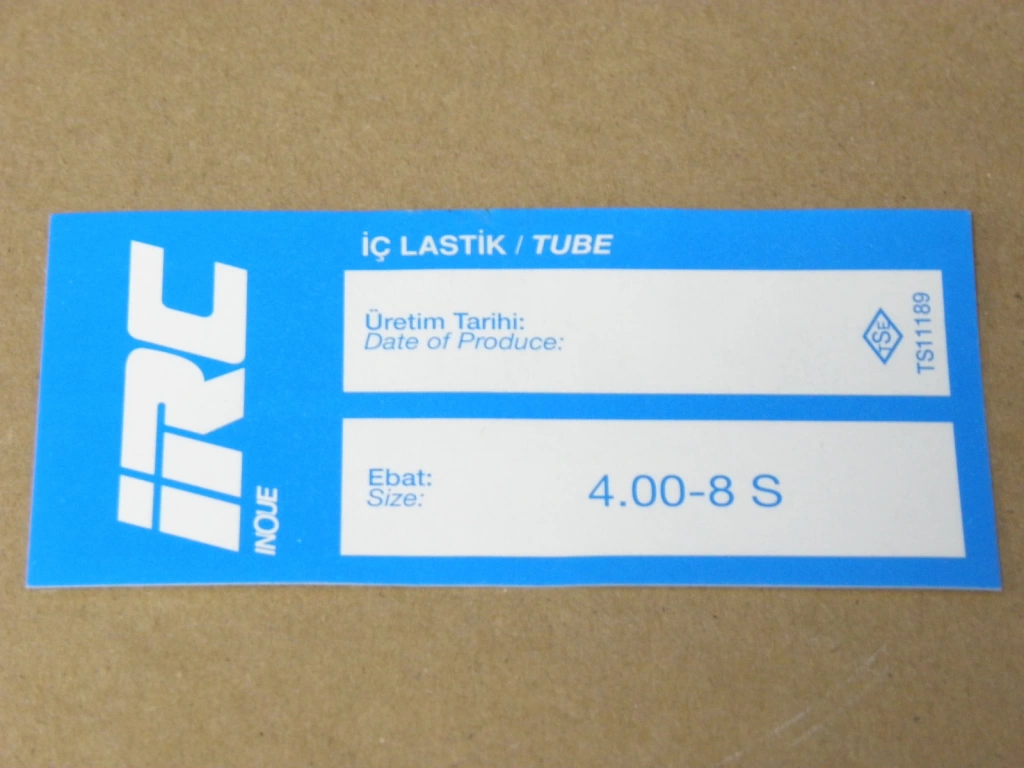 iRC
INOUE
İÇ LASTİK / TUBE
Üretim Tarihi:
Date of Produce:
TSE
TS11189
Ebat:
Size:
4.00-8 S